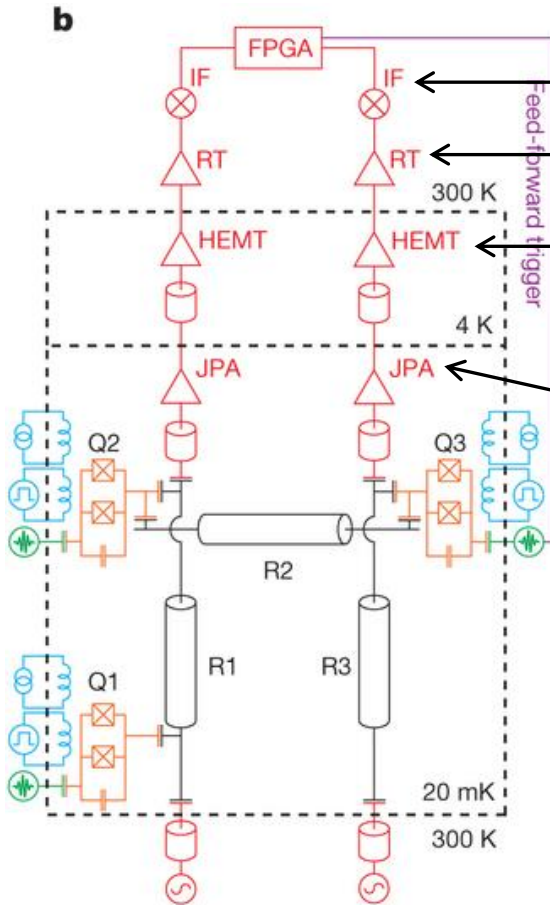 b
FPGA
IF IF
RT RT
Feed-forward trigger
300 K
HEMT HEMT
4 K
JPA JPA
Q2 Q3
R2
R1 R3
Q1
20 mK
300 K